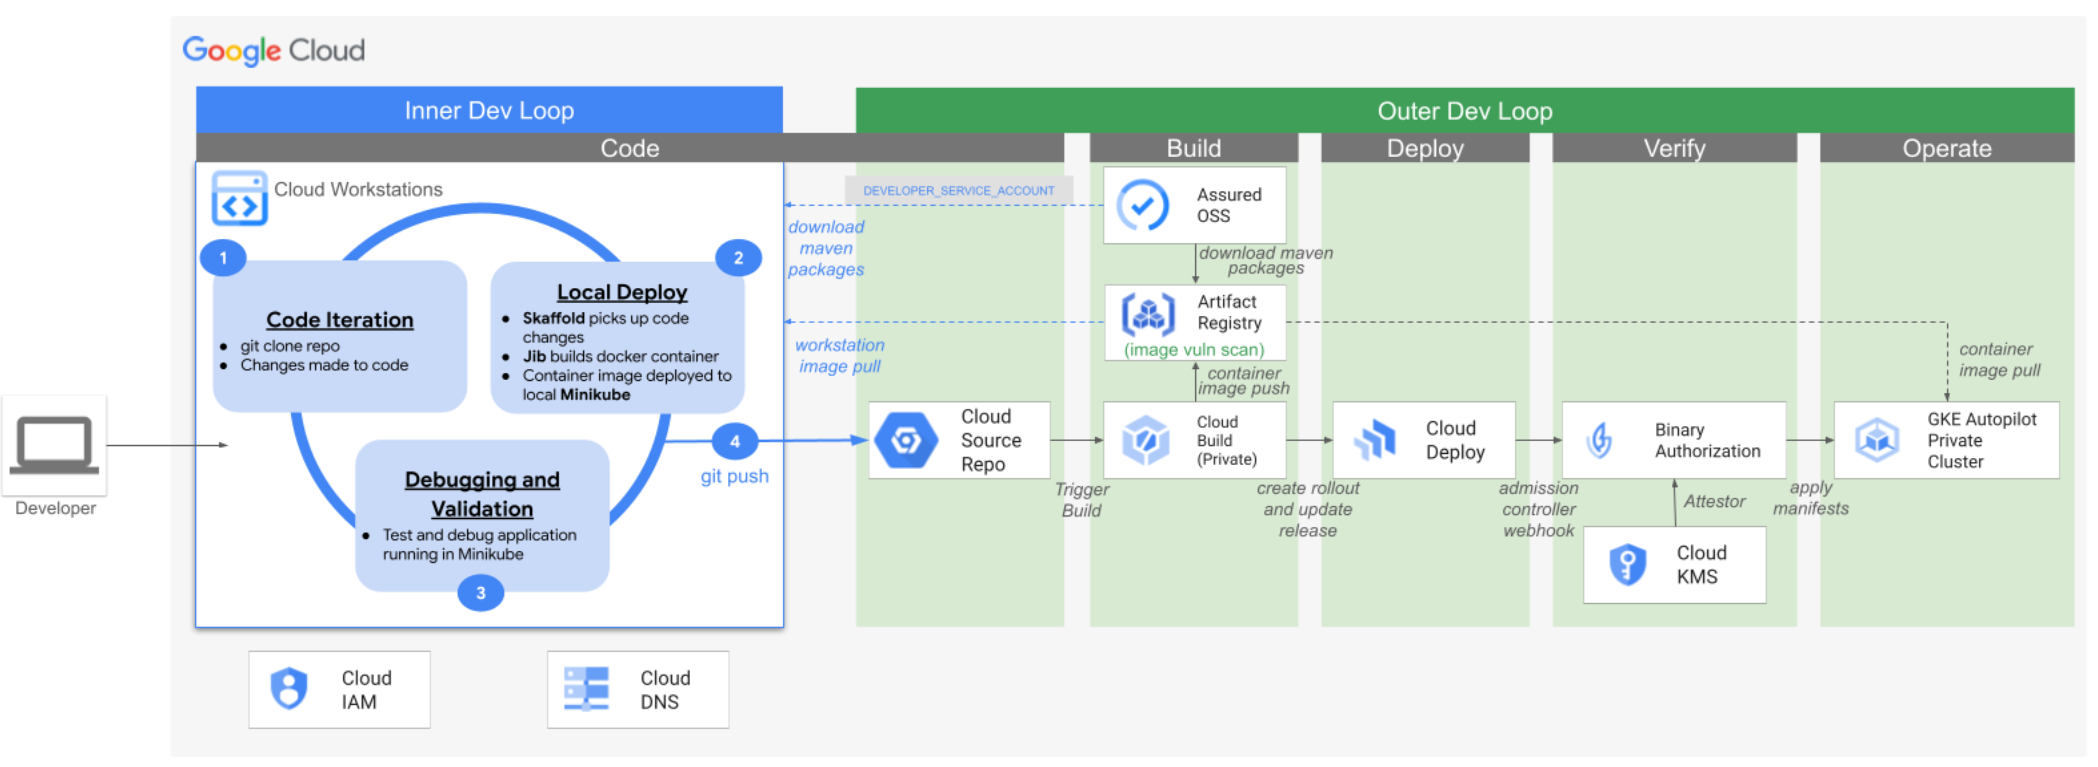 Google Cloud
Inner Dev Loop
Outer Dev Loop
Code
Build
Deploy
Verify
Operate
Cloud Workstations
1
Code Iteration
● git clone repo
● Changes made to code
2
Local Deploy
● Skaffold picks up code
changes
● Jib builds docker container
● Container image deployed to
local Minikube
Debugging and
Validation
● Test and debug application
running in Minikube
3
4
git push
Developer
DEVELOPER_SERVICE_ACCOUNT
download
maven
packages
workstation
image pull
Assured
OSS
download maven
packages
Artifact
Registry
(image vuln scan)
container
image push
container
image pull
Cloud
Source
Repo
Trigger
Build
Cloud
Build
(Private)
create rollout
and update
release
Cloud
Deploy
admission
controller
webhook
Binary
Authorization
Attestor
Cloud
KMS
apply
manifests
GKE Autopilot
Private
Cluster
Cloud
IAM
Cloud
DNS